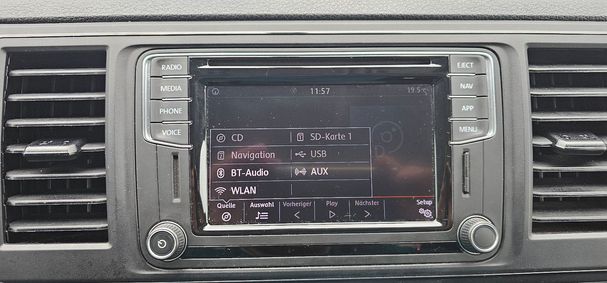 RADIO
MEDIA
PHONE
VOICE
EJECT
NAV
APP
MENU
11:57
19.5
CD
SD-Karte 1
Navigation
USB
BT-Audio
AUX
WLAN
Quelle
Auswahl
Vorheriger
Play
Nächster
Setup